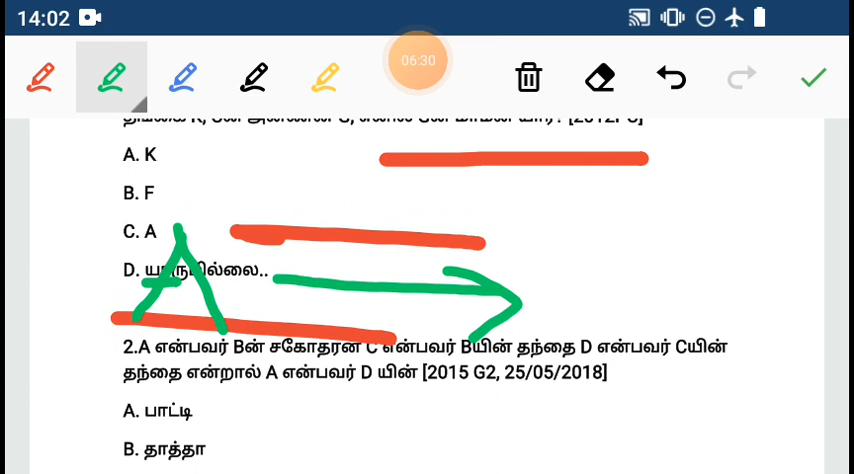 14:02
06:30
K, [2012
A. K
B. F
C. A
D. யாருமில்லை..
A
2.A என்பவர் Bன் சகோதரன் C என்பவர் Bயின் தந்தை D என்பவர் Cயின்
தந்தை என்றால் A என்பவர் D யின் [2015 G2, 25/05/2018]
A. பாட்டி
B. தாத்தா